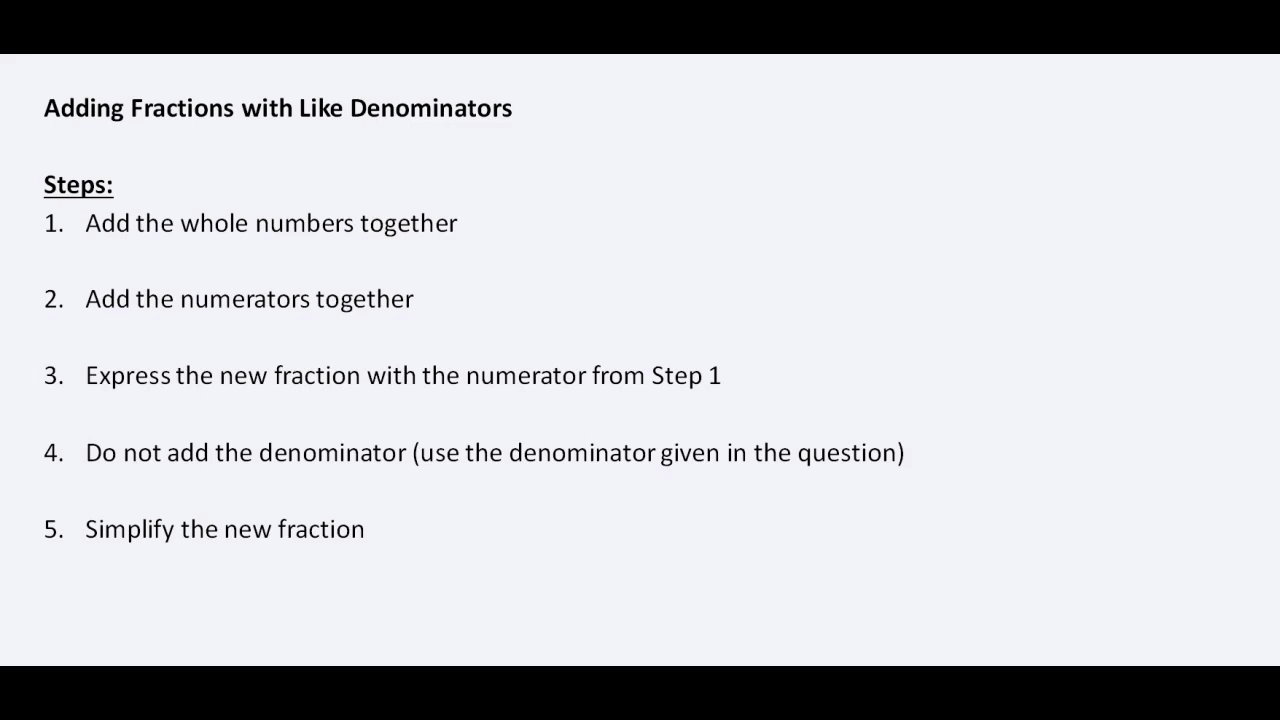 Adding Fractions with Like Denominators
Steps:
1. Add the whole numbers together
2. Add the numerators together
3. Express the new fraction with the numerator from Step 1
4. Do not add the denominator (use the denominator given in the question)
5. Simplify the new fraction